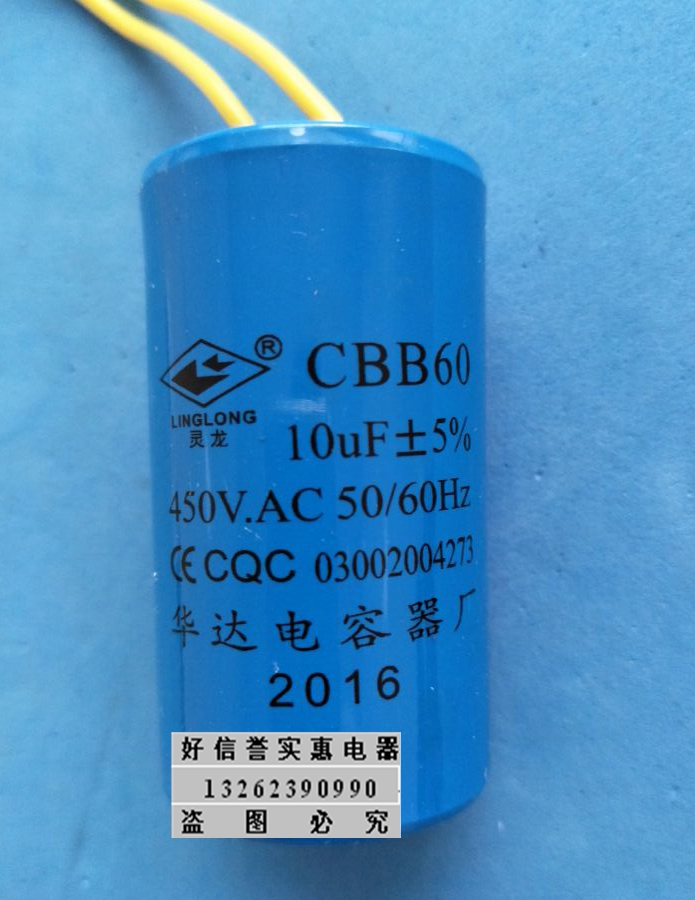 ®
CBB60
LINGLONG
灵龙
10uF±5%
450V.AC 50/60Hz
CE CQC 03002004273
华达电容器厂
2016
好信誉实惠电器
13262390990
盗图必究